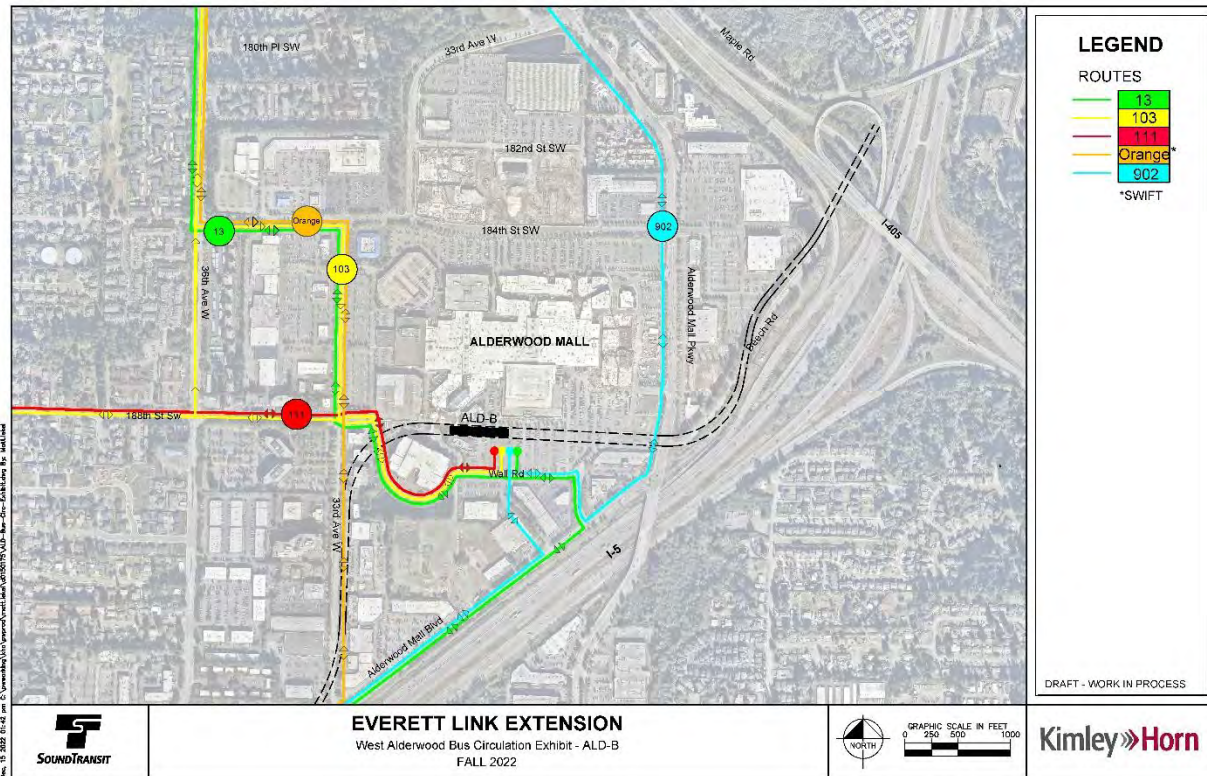 180th Pl SW
33rd Ave W
Maple Rd
182nd St SW
Orange
13
184th St SW
902
I-405
103
36th Ave W
Alderwood Mall Pkwy
ALDERWOOD MALL
Beech Rd
188th St Sw
111
ALD-B
Wall Rd
33rd Ave W
I-5
Alderwood Mall Blvd
LEGEND
ROUTES
13
103
111
Orange*
902
*SWIFT
DRAFT - WORK IN PROCESS
SOUNDTRANSIT
EVERETT LINK EXTENSION
West Alderwood Bus Circulation Exhibit - ALD-B
FALL 2022
NORTH
GRAPHIC SCALE IN FEET
0 250 500 1000
Kimley»Horn